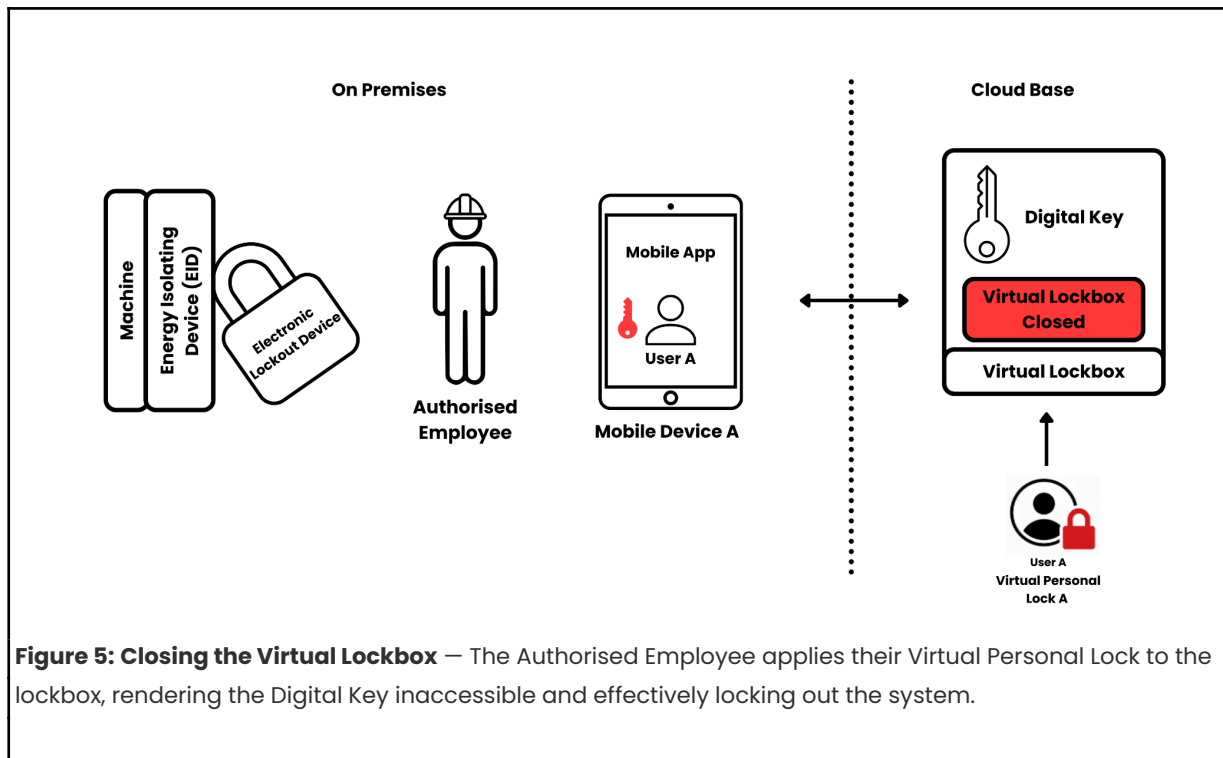 On Premises
Cloud Base
Machine
Energy Isolating
Device (EID)
Electronic
Lockout Device
Authorised
Employee
Mobile App
User A
Mobile Device A
Digital Key
Virtual Lockbox
Closed
Virtual Lockbox
User A
Virtual Personal
Lock A
Figure 5: Closing the Virtual Lockbox — The Authorised Employee applies their Virtual Personal Lock to the
lockbox, rendering the Digital Key inaccessible and effectively locking out the system.